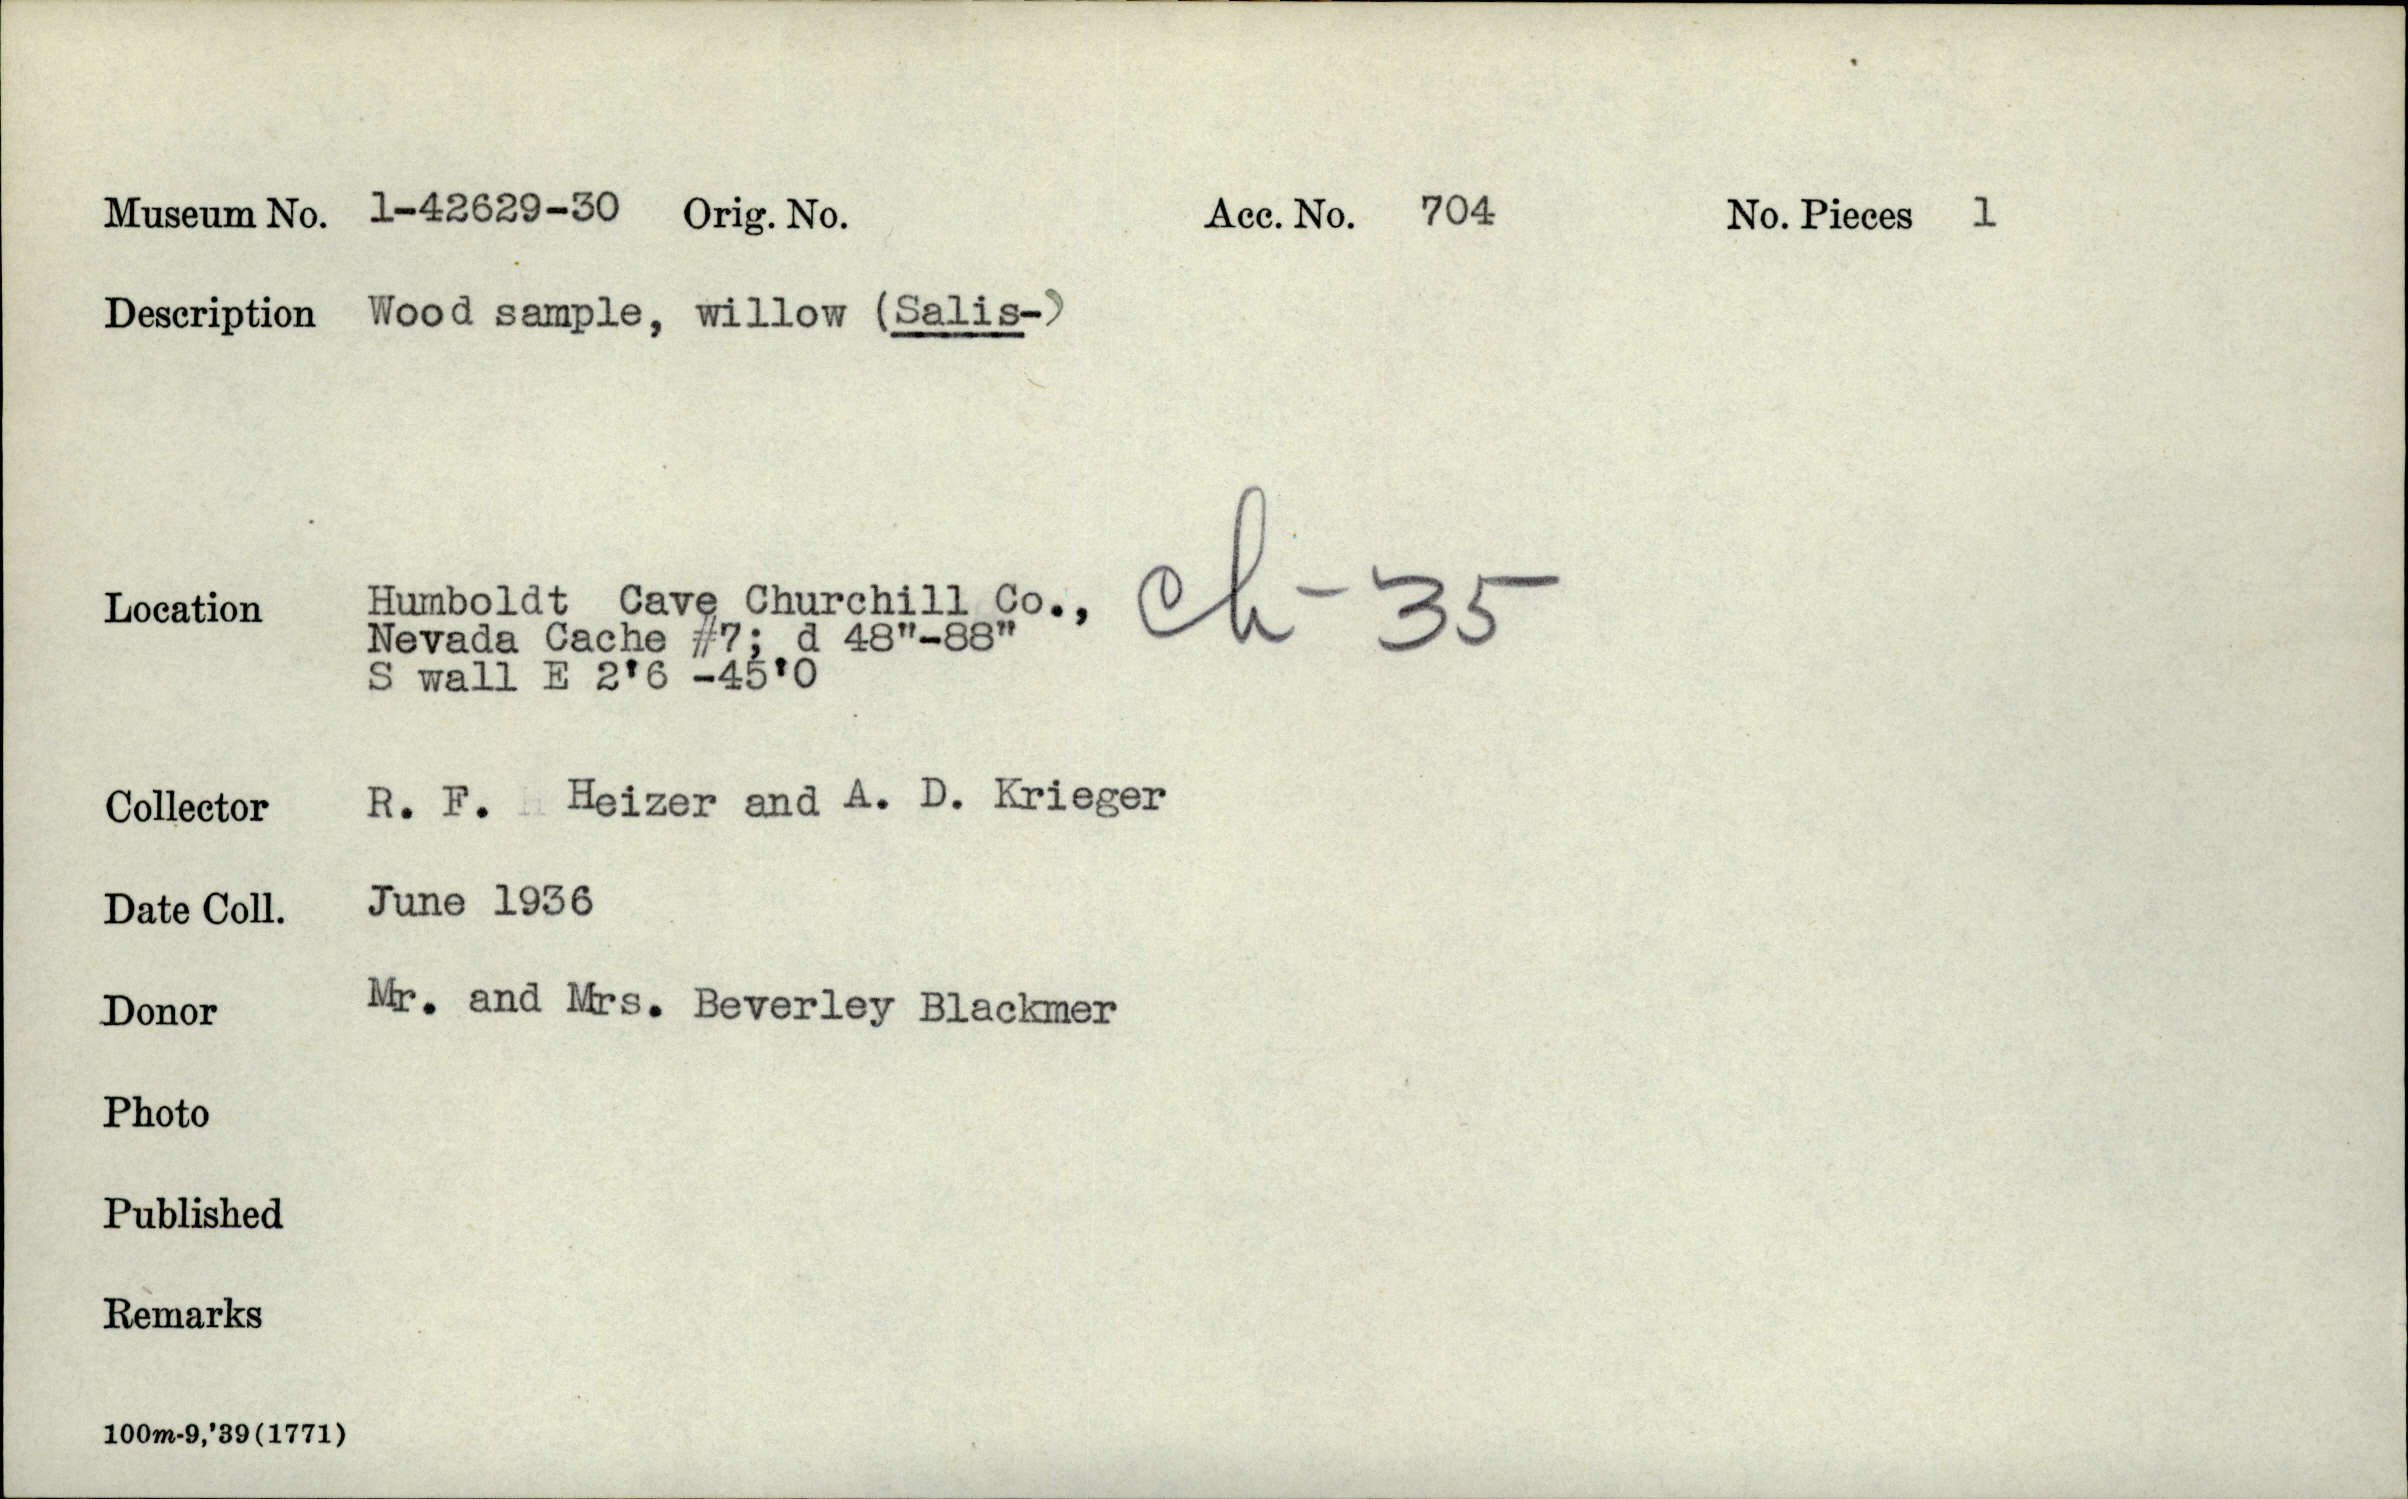 Museum No. 1-42629-30 Orig. No. Acc. No. 704 No. Pieces 1
Description Wood sample, willow (Salis-)
Location Humboldt Cave Churchill Co., Ch-35
Nevada Cache #7; d 48"-88"
S wall E 2'6 -45'0
Collector R. F. Heizer and A. D. Krieger
Date Coll. June 1936
Donor Mr. and Mrs. Beverley Blackmer
Photo
Published
Remarks
100m-9,'39(1771)